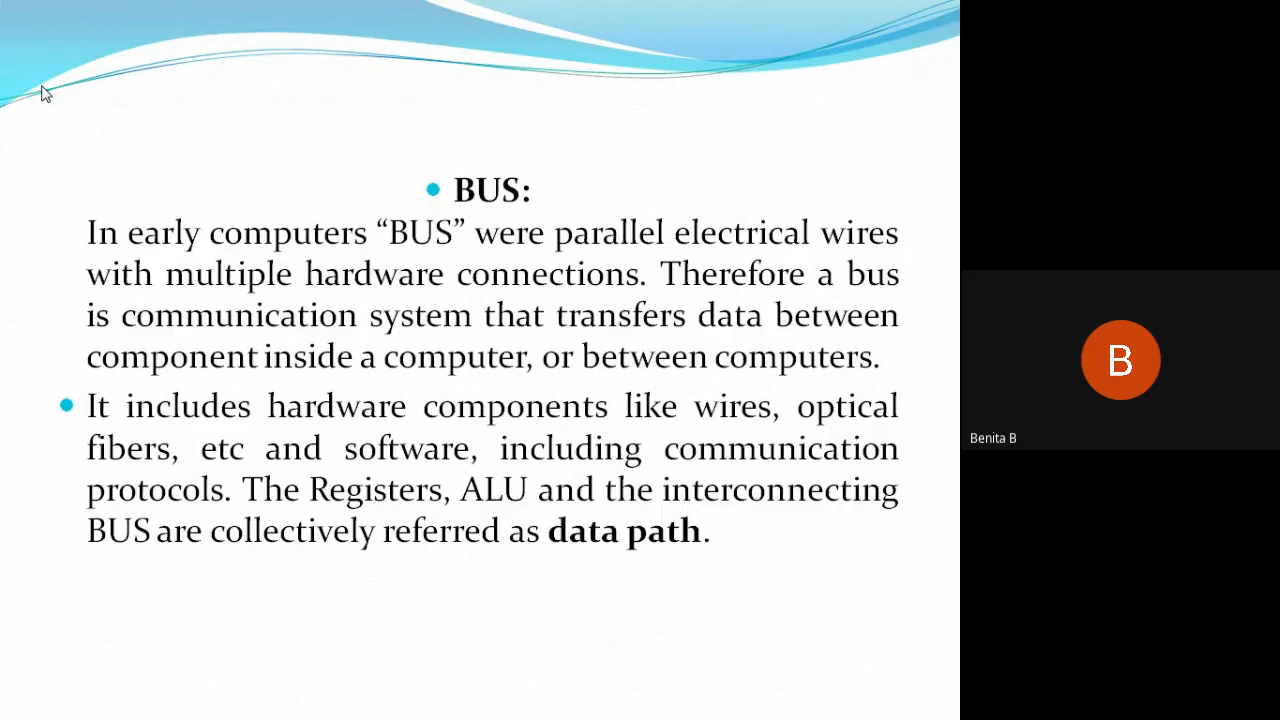 • BUS:
In early computers “BUS” were parallel electrical wires
with multiple hardware connections. Therefore a bus
is communication system that transfers data between
component inside a computer, or between computers.
• It includes hardware components like wires, optical
fibers, etc and software, including communication
protocols. The Registers, ALU and the interconnecting
BUS are collectively referred as data path.
B
Benita B